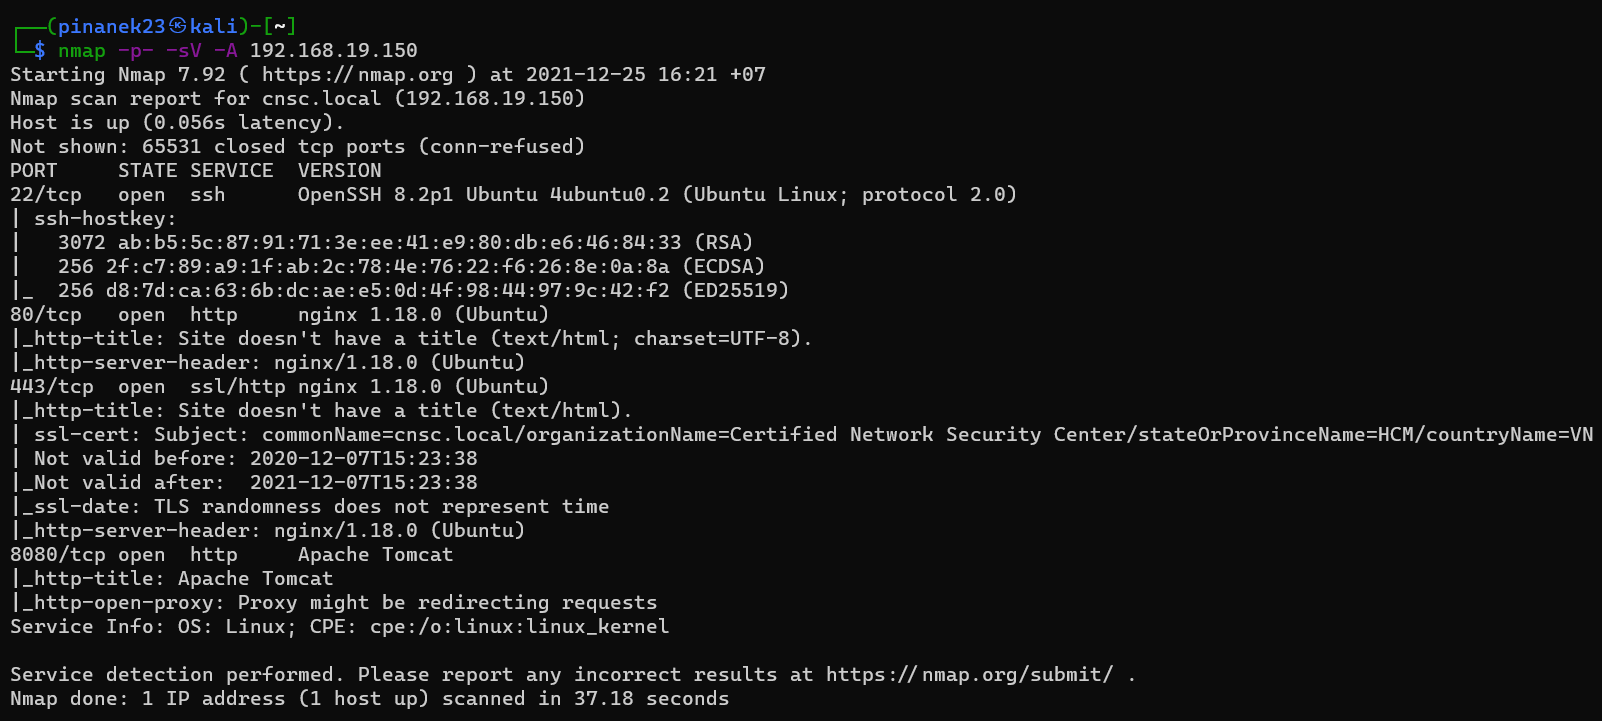 ┌──(pinanek23㉿kali)-[~]
└─$ nmap -p- -sV -A 192.168.19.150
Starting Nmap 7.92 ( https://nmap.org ) at 2021-12-25 16:21 +07
Nmap scan report for cnsc.local (192.168.19.150)
Host is up (0.056s latency).
Not shown: 65531 closed tcp ports (conn-refused)
PORT     STATE SERVICE  VERSION
22/tcp   open  ssh      OpenSSH 8.2p1 Ubuntu 4ubuntu0.2 (Ubuntu Linux; protocol 2.0)
| ssh-hostkey:
|   3072 ab:b5:5c:87:91:71:3e:ee:41:e9:80:db:e6:46:84:33 (RSA)
|   256 2f:c7:89:a9:1f:ab:2c:78:4e:76:22:f6:26:8e:0a:8a (ECDSA)
|_  256 d8:7d:ca:63:6b:dc:ae:e5:0d:4f:98:44:97:9c:42:f2 (ED25519)
80/tcp   open  http     nginx 1.18.0 (Ubuntu)
|_http-title: Site doesn't have a title (text/html; charset=UTF-8).
|_http-server-header: nginx/1.18.0 (Ubuntu)
443/tcp  open  ssl/http nginx 1.18.0 (Ubuntu)
|_http-title: Site doesn't have a title (text/html).
| ssl-cert: Subject: commonName=cnsc.local/organizationName=Certified Network Security Center/stateOrProvinceName=HCM/countryName=VN
| Not valid before: 2020-12-07T15:23:38
|_Not valid after:  2021-12-07T15:23:38
|_ssl-date: TLS randomness does not represent time
|_http-server-header: nginx/1.18.0 (Ubuntu)
8080/tcp open  http     Apache Tomcat
|_http-title: Apache Tomcat
|_http-open-proxy: Proxy might be redirecting requests
Service Info: OS: Linux; CPE: cpe:/o:linux:linux_kernel

Service detection performed. Please report any incorrect results at https://nmap.org/submit/ .
Nmap done: 1 IP address (1 host up) scanned in 37.18 seconds